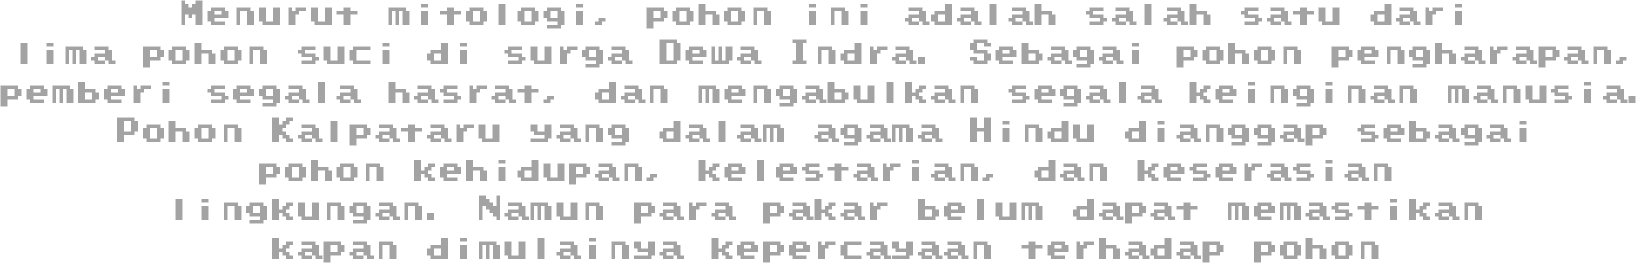 Menurut mitologi, pohon ini adalah salah satu dari
lima pohon suci di surga Dewa Indra. Sebagai pohon pengharapan,
pemberi segala hasrat, dan mengabulkan segala keinginan manusia.
Pohon Kalpataru yang dalam agama Hindu dianggap sebagai
pohon kehidupan, kelestarian, dan keserasian
lingkungan. Namun para pakar belum dapat memastikan
kapan dimulainya kepercayaan terhadap pohon